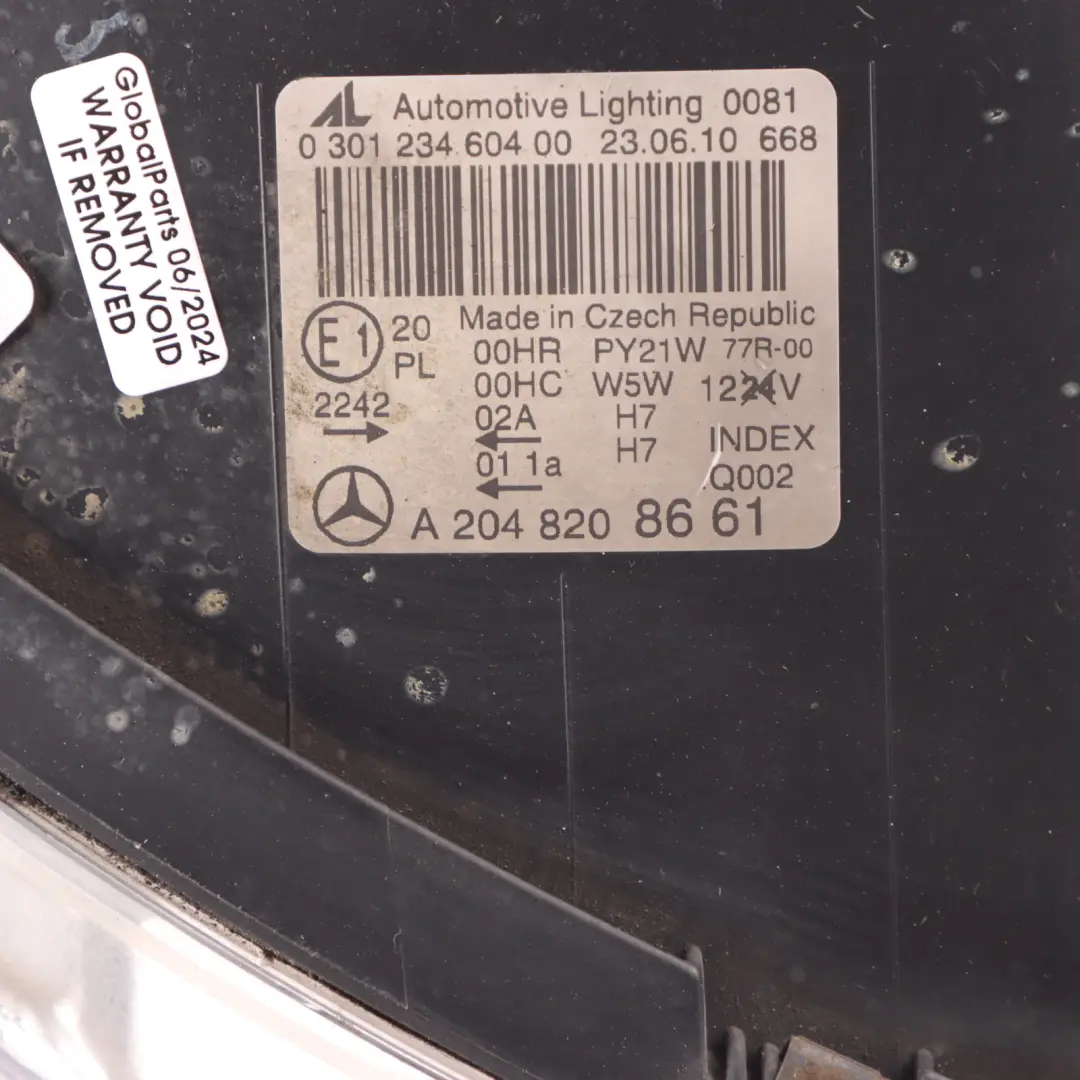 GlobalParts 06/2024
WARRANTY VOID
IF REMOVED
AL Automotive Lighting 0081
0 301 234 604 00 23.06.10 668
E1 20 PL
2242
Made in Czech Republic
00HR PY21W 77R-00
00HC W5W 1224V
02A H7
H7 INDEX
01 1a
Q002
A 204 820 8661